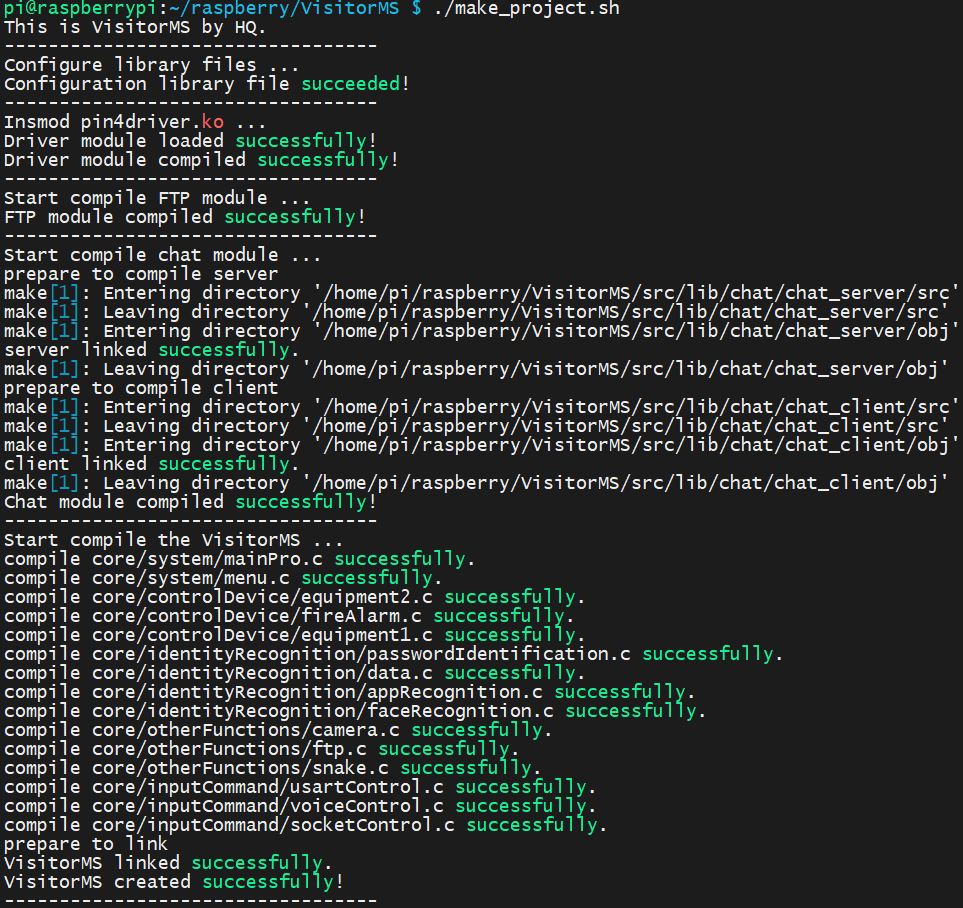 pi@raspberrypi:~/raspberry/VisitorMS $ ./make_project.sh
This is VisitorMS by HQ.
----------------------------------
Configure library files ...
Configuration library file succeeded!
----------------------------------
Insmod pin4driver.ko ...
Driver module loaded successfully!
Driver module compiled successfully!
----------------------------------
Start compile FTP module ...
FTP module compiled successfully!
----------------------------------
Start compile chat module ...
prepare to compile server
make[1]: Entering directory '/home/pi/raspberry/VisitorMS/src/lib/chat/chat_server/src'
make[1]: Leaving directory '/home/pi/raspberry/VisitorMS/src/lib/chat/chat_server/src'
make[1]: Entering directory '/home/pi/raspberry/VisitorMS/src/lib/chat/chat_server/obj'
server linked successfully.
make[1]: Leaving directory '/home/pi/raspberry/VisitorMS/src/lib/chat/chat_server/obj'
prepare to compile client
make[1]: Entering directory '/home/pi/raspberry/VisitorMS/src/lib/chat/chat_client/src'
make[1]: Leaving directory '/home/pi/raspberry/VisitorMS/src/lib/chat/chat_client/src'
make[1]: Entering directory '/home/pi/raspberry/VisitorMS/src/lib/chat/chat_client/obj'
client linked successfully.
make[1]: Leaving directory '/home/pi/raspberry/VisitorMS/src/lib/chat/chat_client/obj'
Chat module compiled successfully!
----------------------------------
Start compile the VisitorMS ...
compile core/system/mainPro.c successfully.
compile core/system/menu.c successfully.
compile core/controlDevice/equipment2.c successfully.
compile core/controlDevice/fireAlarm.c successfully.
compile core/controlDevice/equipment1.c successfully.
compile core/identityRecognition/passwordIdentification.c successfully.
compile core/identityRecognition/data.c successfully.
compile core/identityRecognition/appRecognition.c successfully.
compile core/identityRecognition/faceRecognition.c successfully.
compile core/otherFunctions/camera.c successfully.
compile core/otherFunctions/ftp.c successfully.
compile core/otherFunctions/snake.c successfully.
compile core/inputCommand/usartControl.c successfully.
compile core/inputCommand/voiceControl.c successfully.
compile core/inputCommand/socketControl.c successfully.
prepare to link
VisitorMS linked successfully.
VisitorMS created successfully!
----------------------------------